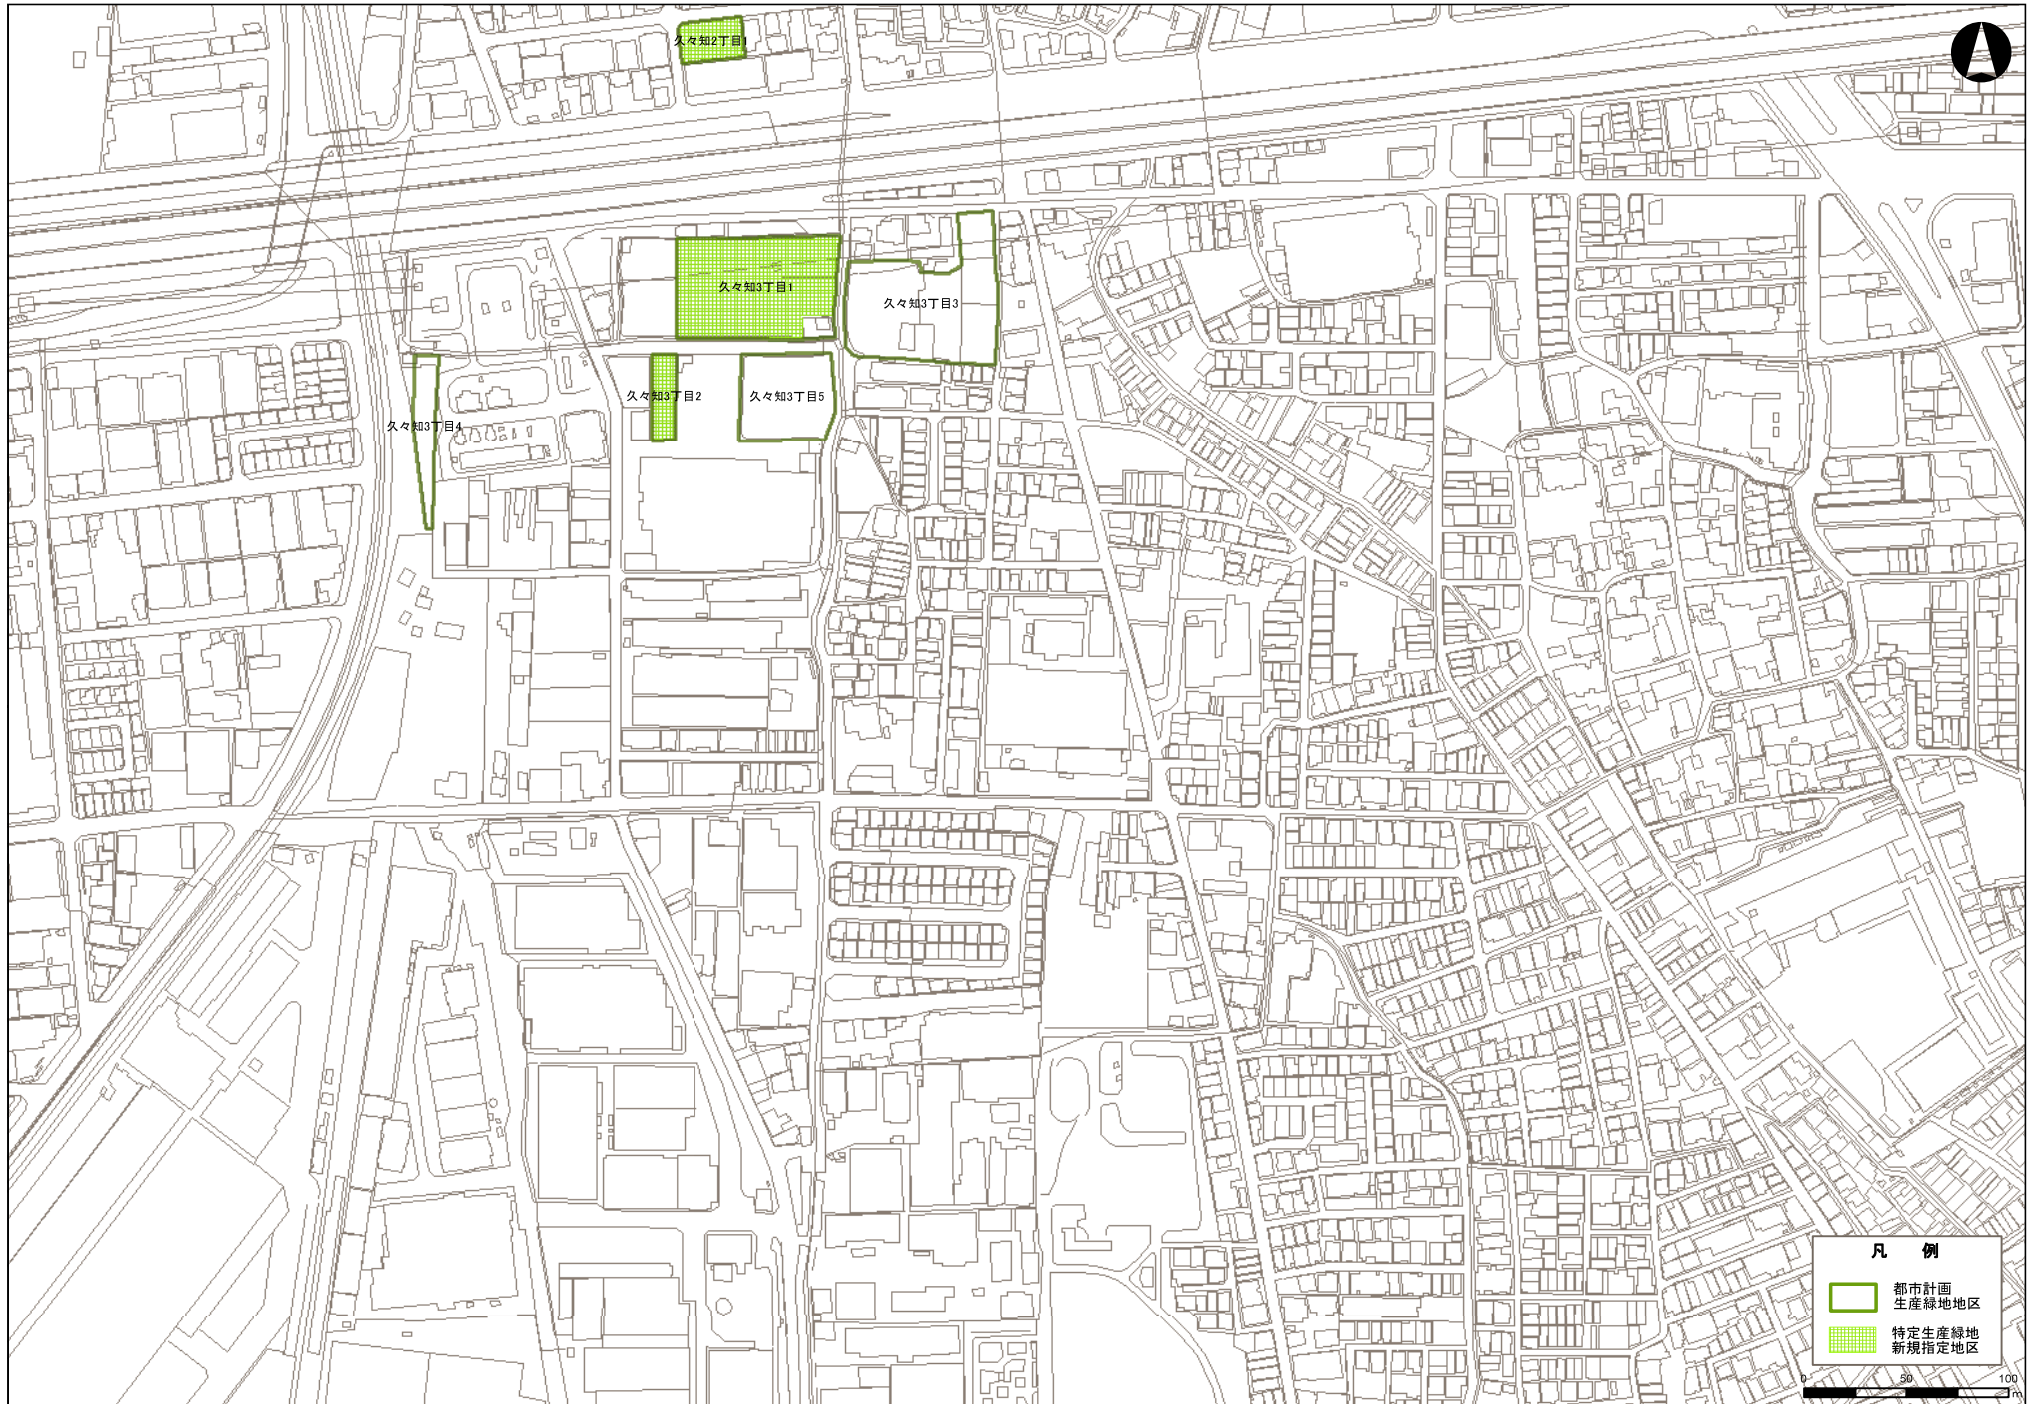 久々知2丁目1
久々知3丁目1
久々知3丁目3
久々知3丁目2
久々知3丁目5
久々知3丁目4
凡 例
都市計画
生産緑地地区
特定生産緑地
新規指定地区
0 50 100
m